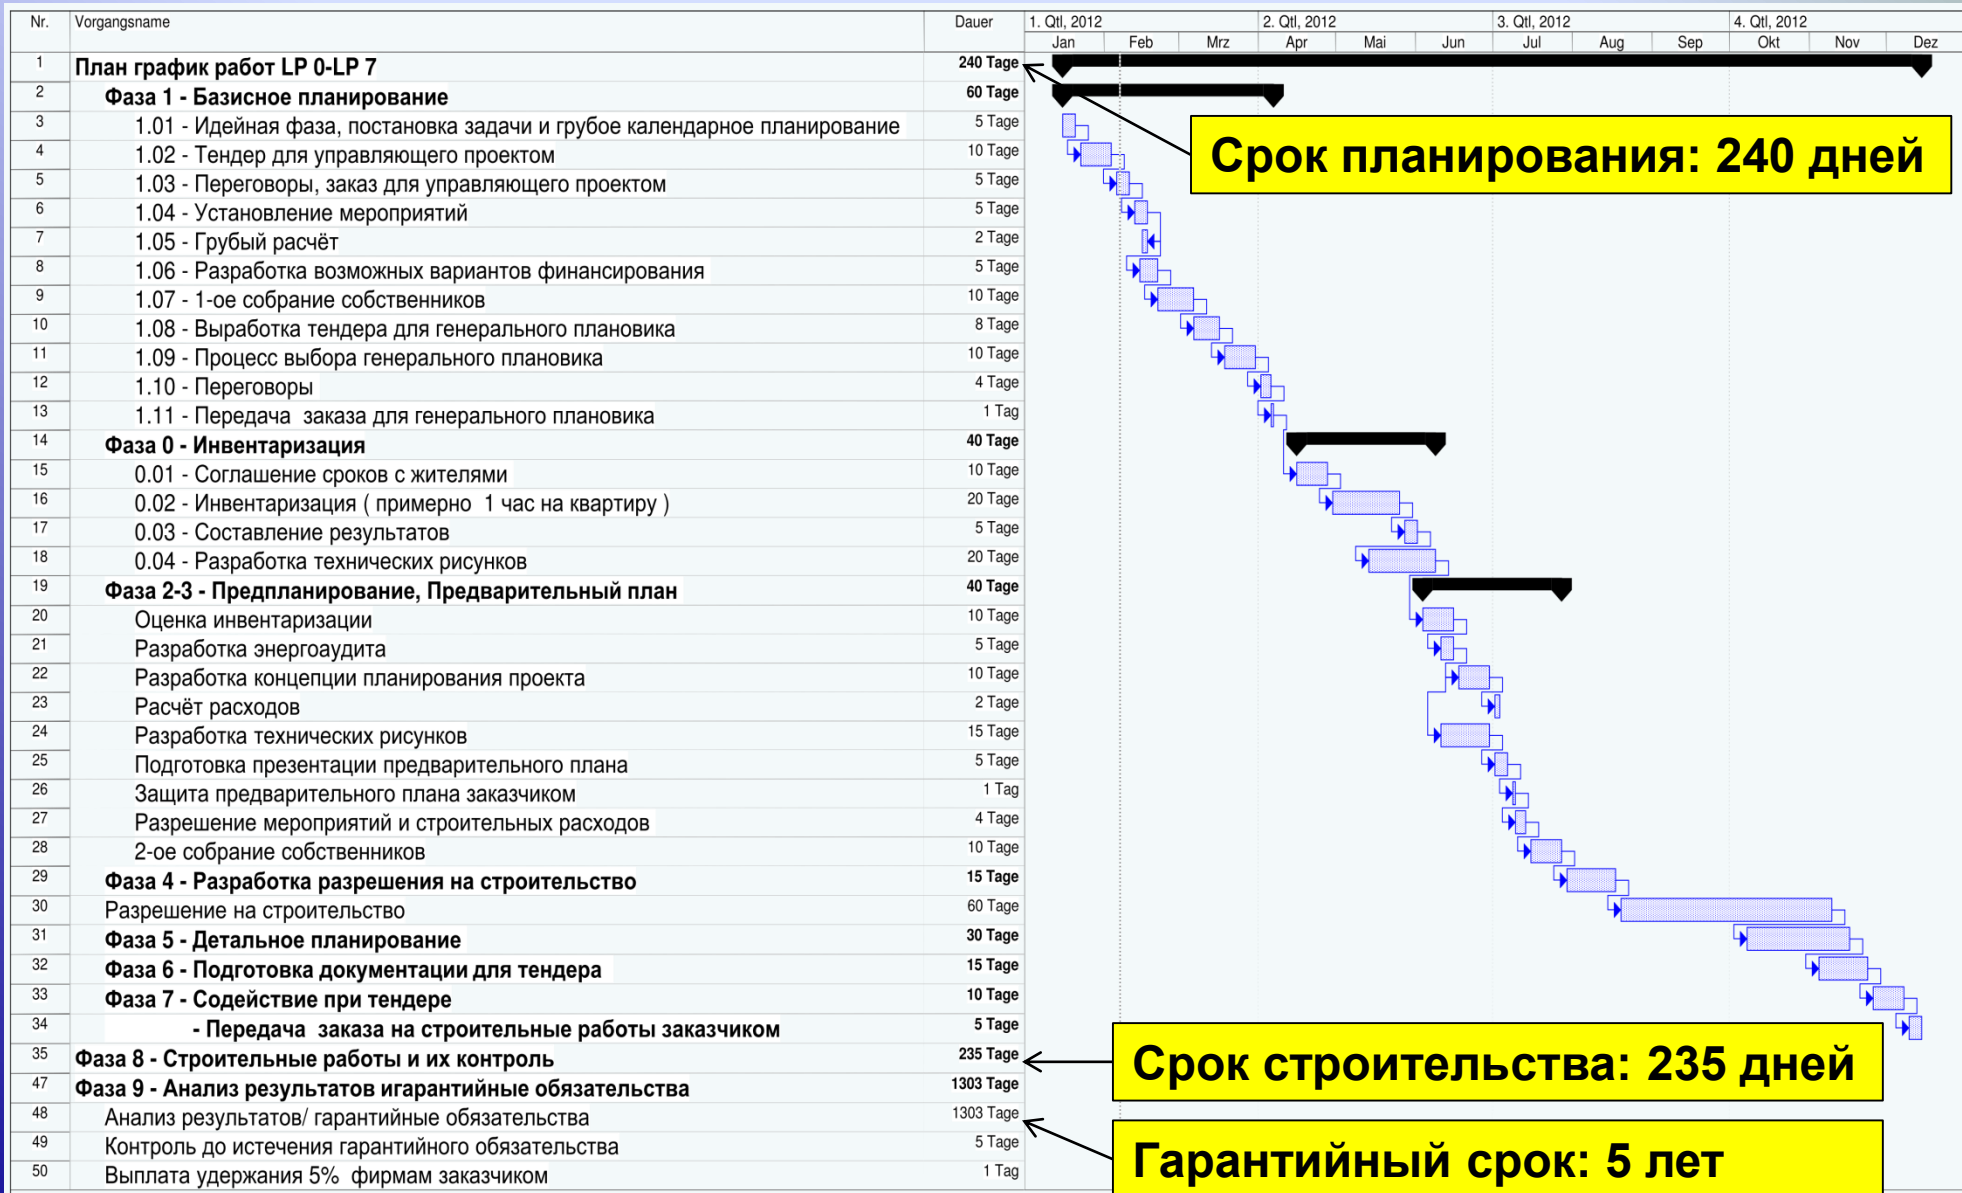 Nr. Vorgangsname Dauer 1. Qtl, 2012 2. Qtl, 2012 3. Qtl, 2012 4. Qtl, 2012
Jan Feb Mrz Apr Mai Jun Jul Aug Sep Okt Nov Dez
1 План график работ LP 0-LP 7 240 Tage
2 Фаза 1 - Базисное планирование 60 Tage
3 1.01 - Идейная фаза, постановка задачи и грубое календарное планирование 5 Tage
Срок планирования: 240 дней
4 1.02 - Тендер для управляющего проектом 10 Tage
5 1.03 - Переговоры, заказ для управляющего проектом 5 Tage
6 1.04 - Установление мероприятий 5 Tage
7 1.05 - Грубый расчёт 2 Tage
8 1.06 - Разработка возможных вариантов финансирования 5 Tage
9 1.07 - 1-ое собрание собственников 10 Tage
10 1.08 - Выработка тендера для генерального плановика 8 Tage
11 1.09 - Процесс выбора генерального плановика 10 Tage
12 1.10 - Переговоры 4 Tage
13 1.11 - Передача заказа для генерального плановика 1 Tag
14 Фаза 0 - Инвентаризация 40 Tage
15 0.01 - Соглашение сроков с жителями 10 Tage
16 0.02 - Инвентаризация ( примерно 1 час на квартиру ) 20 Tage
17 0.03 - Составление результатов 5 Tage
18 0.04 - Разработка технических рисунков 20 Tage
19 Фаза 2-3 - Предпланирование, Предварительный план 40 Tage
20 Оценка инвентаризации 10 Tage
21 Разработка энергоаудита 5 Tage
22 Разработка концепции планирования проекта 10 Tage
23 Расчёт расходов 2 Tage
24 Разработка технических рисунков 15 Tage
25 Подготовка презентации предварительного плана 5 Tage
26 Защита предварительного плана заказчиком 1 Tag
27 Разрешение мероприятий и строительных расходов 4 Tage
28 2-ое собрание собственников 10 Tage
29 Фаза 4 - Разработка разрешения на строительство 15 Tage
30 Разрешение на строительство 60 Tage
31 Фаза 5 - Детальное планирование 30 Tage
32 Фаза 6 - Подготовка документации для тендера 15 Tage
33 Фаза 7 - Содействие при тендере 10 Tage
34 - Передача заказа на строительные работы заказчиком 5 Tage
35 Фаза 8 - Строительные работы и их контроль 235 Tage
Срок строительства: 235 дней
47 Фаза 9 - Анализ результатов игарантийные обязательства 1303 Tage
48 Анализ результатов/ гарантийные обязательства 1303 Tage
49 Контроль до истечения гарантийного обязательства 5 Tage
Гарантийный срок: 5 лет
50 Выплата удержания 5% фирмам заказчиком 1 Tag